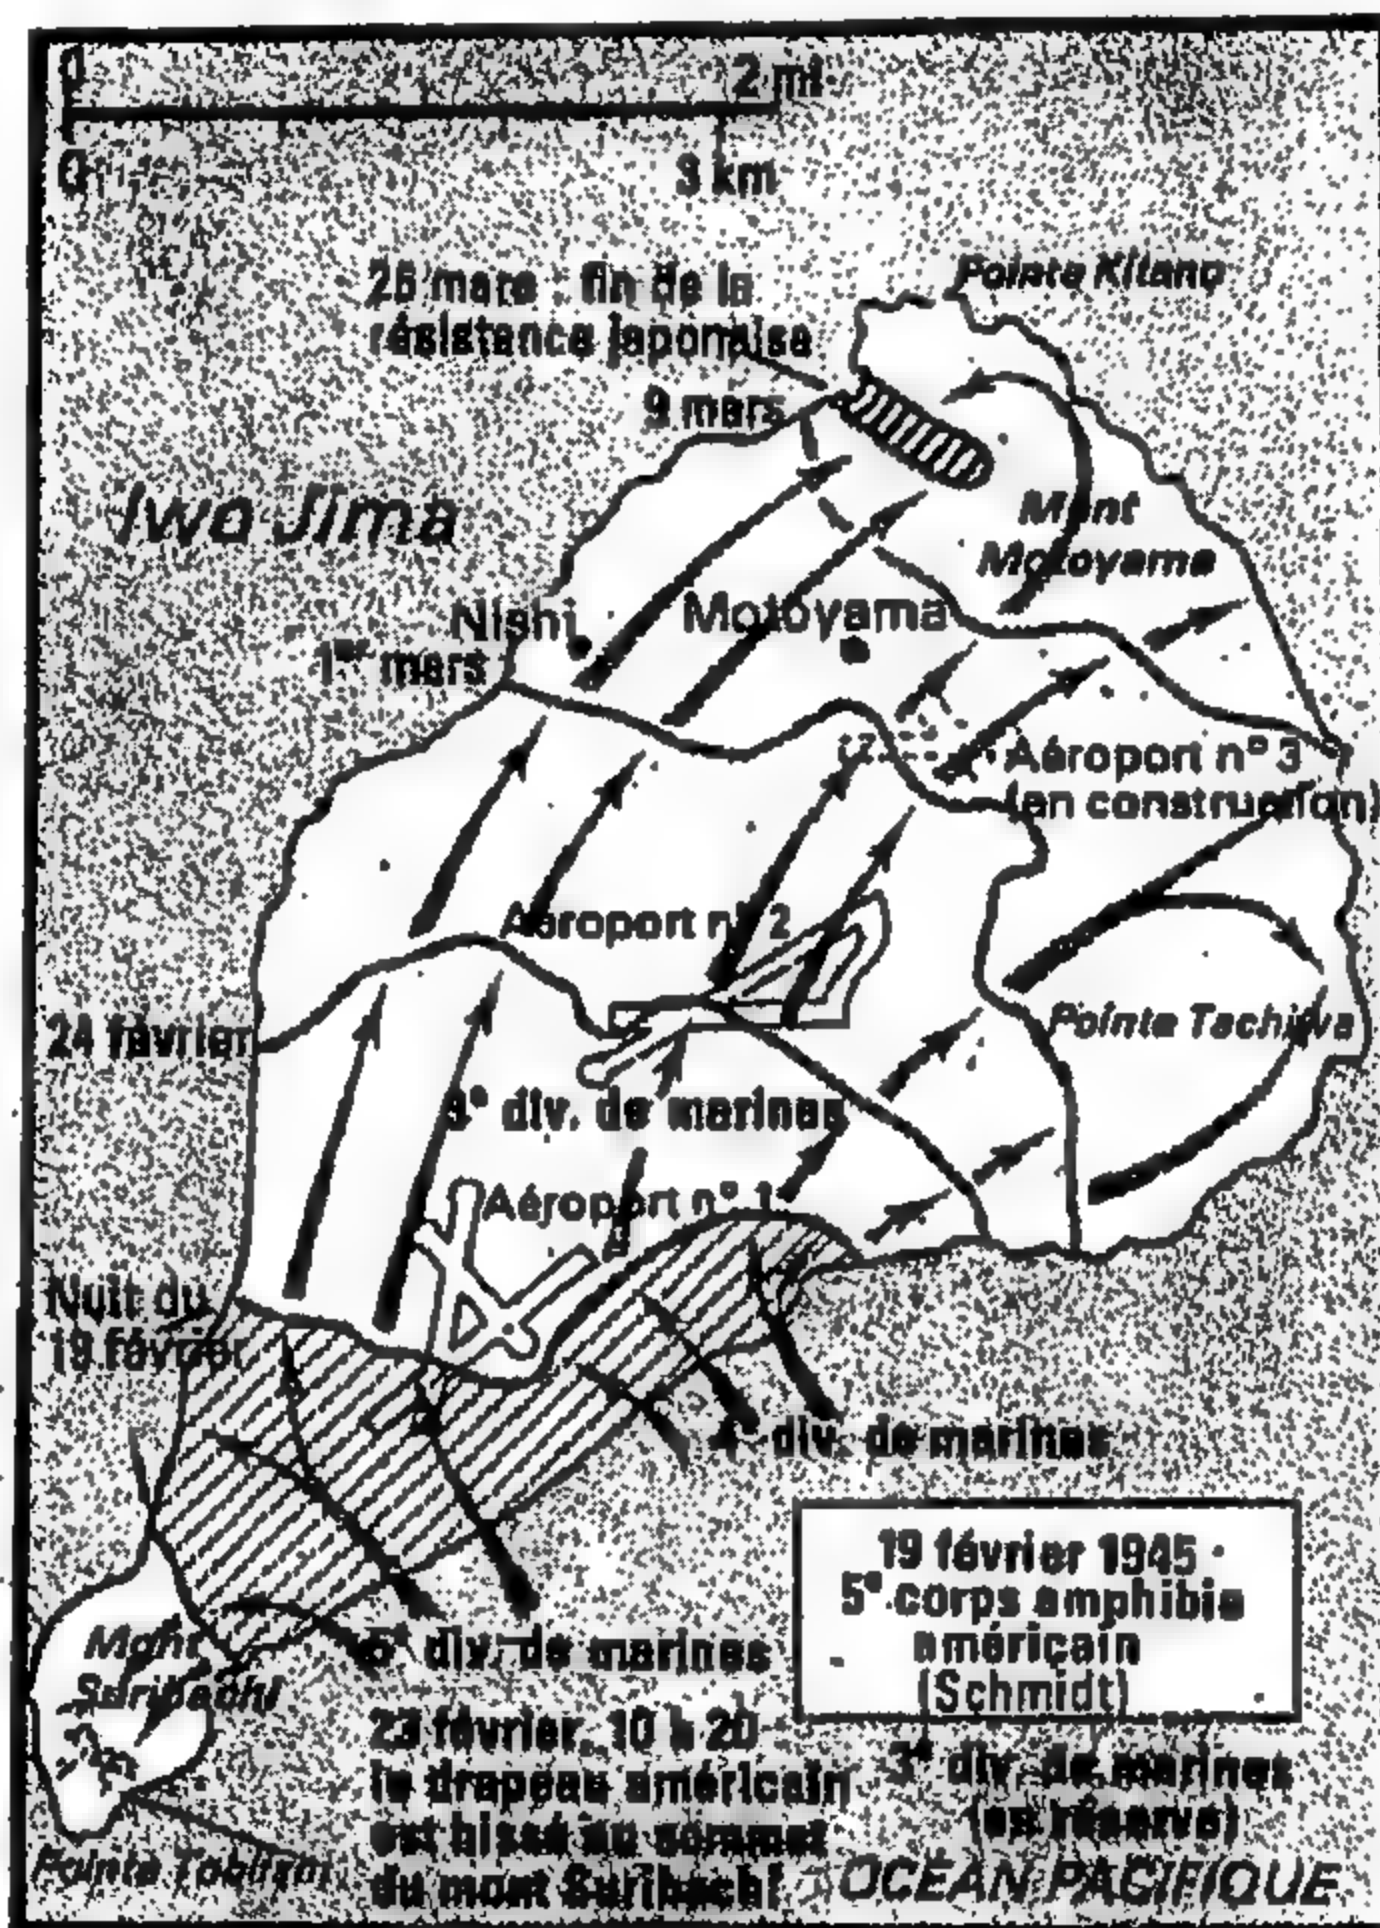 0 2 mi
0 3 km
Pointe Kitano
26 mars : fin de la
résistance japonaise
9 mars
Iwo Jima
Mont
Motoyama
Nishi
Motoyama
1er mars
Aéroport n° 3
(en construction)
Aéroport n° 2
24 février
Pointe Tachiwa
3e div. de marines
Aéroport n° 1
Nuit du
19 février
4e div. de marines
19 février 1945
5e corps amphibie
américain
(Schmidt)
Mont
Suribachi
5e div. de marines
23 février, 10 h 20
le drapeau américain
est hissé au sommet
du mont Suribachi
3e div. de marines
(en réserve)
Pointe
OCÉAN PACIFIQUE